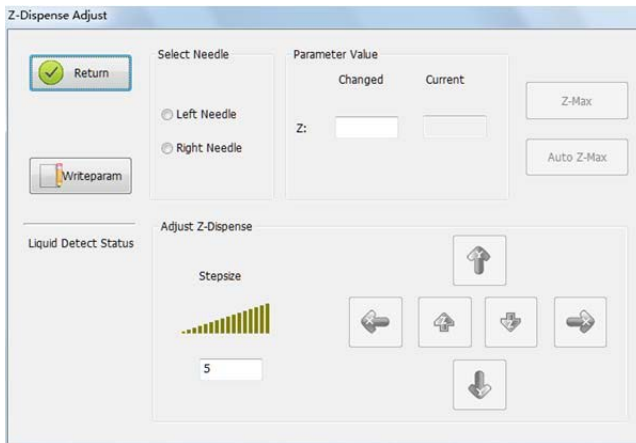 Z-Dispense Adjust
Return
Select Needle
Left Needle
Right Needle
Parameter Value
Changed Current
Z:
Z-Max
Auto Z-Max
Writeparam
Liquid Detect Status
Adjust Z-Dispense
Stepsize
5
Y
X Z Z X
Y